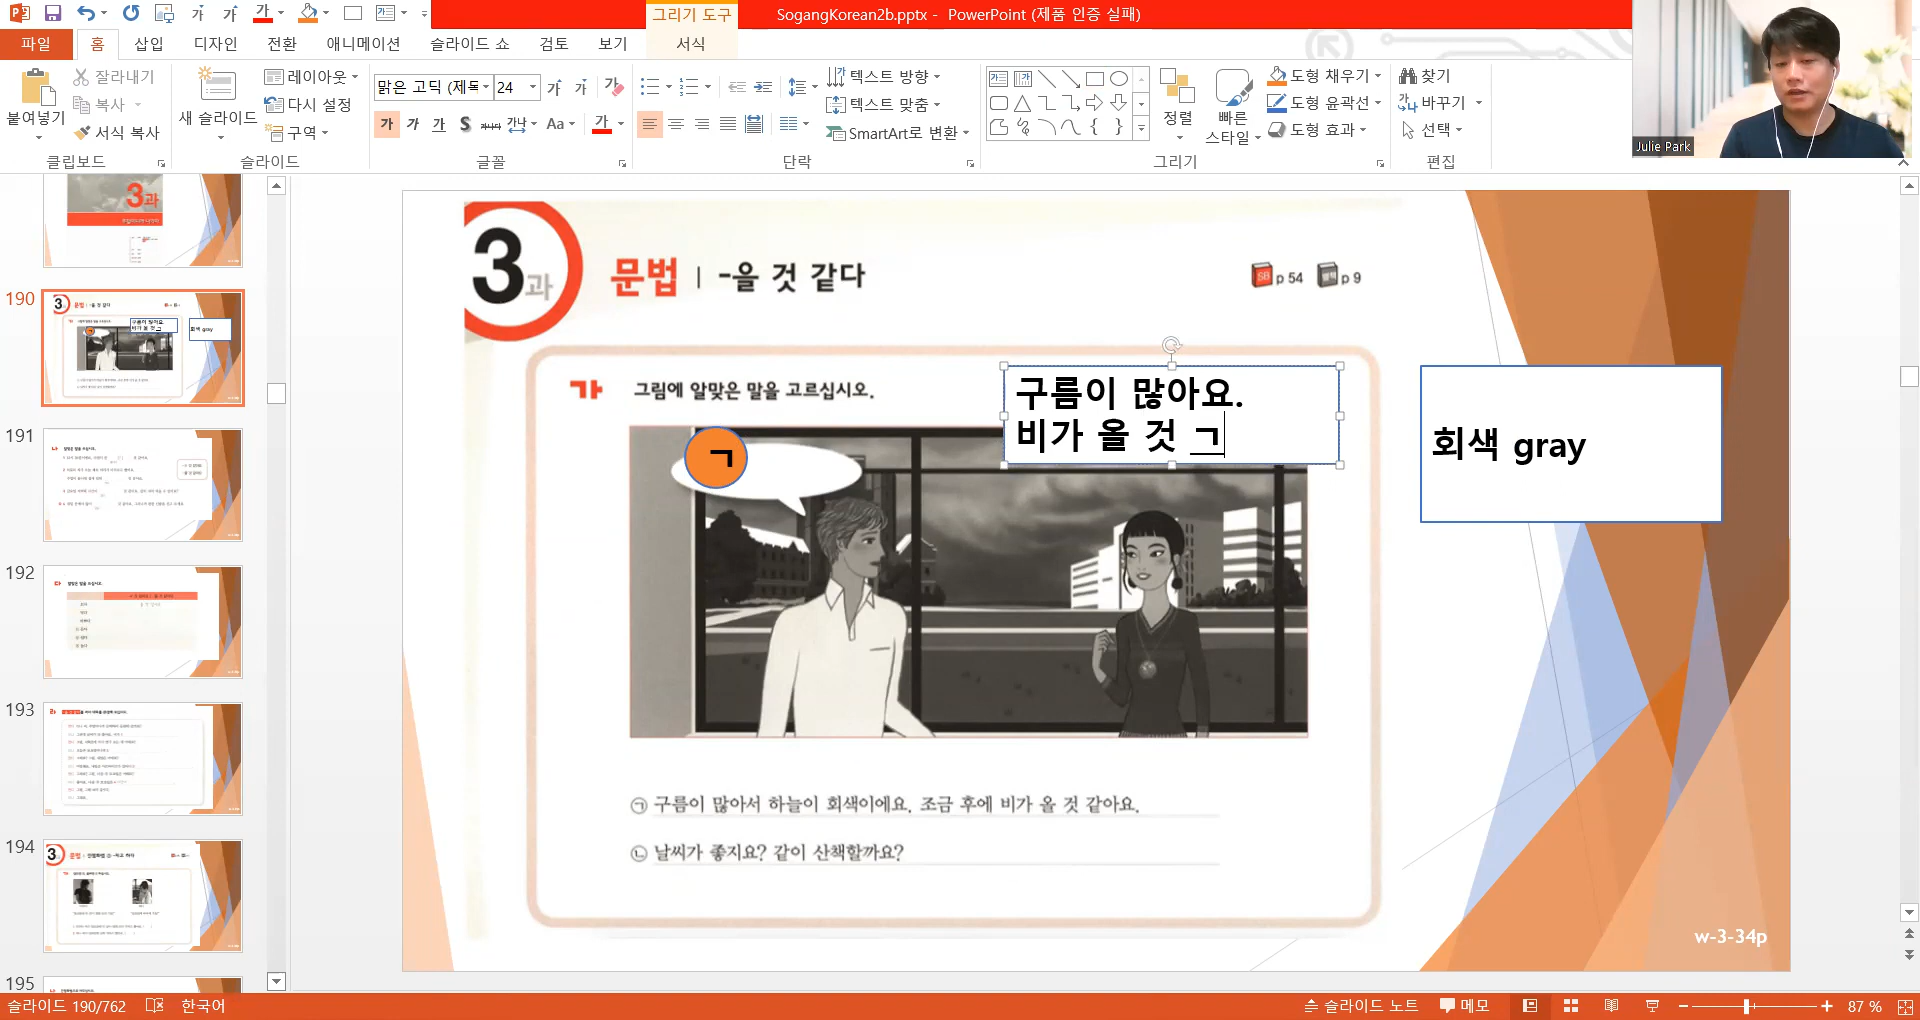 SogangKorean2b.pptx - PowerPoint (제품 인증 실패)
그리기 도구
파일 홈 삽입 디자인 전환 애니메이션 슬라이드 쇼 검토 보기 서식
붙여넣기
잘라내기
복사
서식 복사
클립보드
새 슬라이드
레이아웃
다시 설정
구역
슬라이드
맑은 고딕 (제목
24
글꼴
텍스트 방향
텍스트 맞춤
SmartArt로 변환
단락
정렬
빠른 스타일
도형 채우기
도형 윤곽선
도형 효과
그리기
찾기
바꾸기
선택
편집
Julie Park
190
191
192
193
194
195
3과
문법 | -을 것 같다
p 54
p 9
가 그림에 알맞은 말을 고르십시오.
구름이 많아요.
비가 올 것 ㄱ
회색 gray
ㄱ
㉠ 구름이 많아서 하늘이 회색이에요. 조금 후에 비가 올 것 같아요.
㉡ 날씨가 좋지요? 같이 산책할까요?
w-3-34p
슬라이드 190/762
한국어
슬라이드 노트
메모
87 %